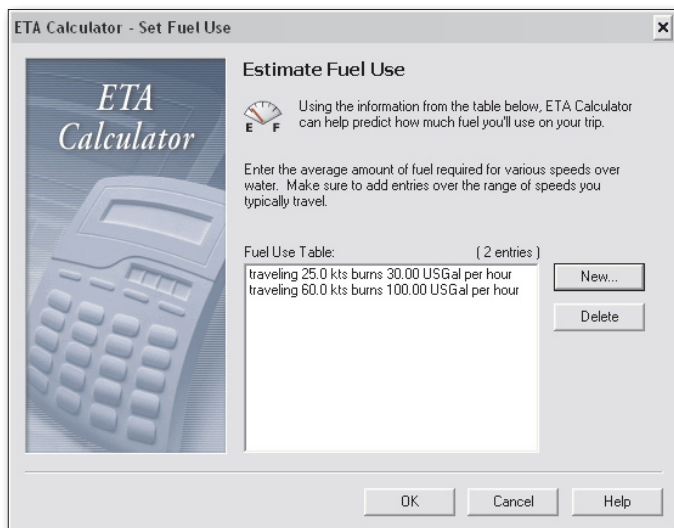 ETA Calculator - Set Fuel Use
ETA
Calculator
Estimate Fuel Use
E F
Using the information from the table below, ETA Calculator
can help predict how much fuel you'll use on your trip.
Enter the average amount of fuel required for various speeds over
water. Make sure to add entries over the range of speeds you
typically travel.
Fuel Use Table: ( 2 entries )
traveling 25.0 kts burns 30.00 USGal per hour
traveling 60.0 kts burns 100.00 USGal per hour
New...
Delete
OK Cancel Help